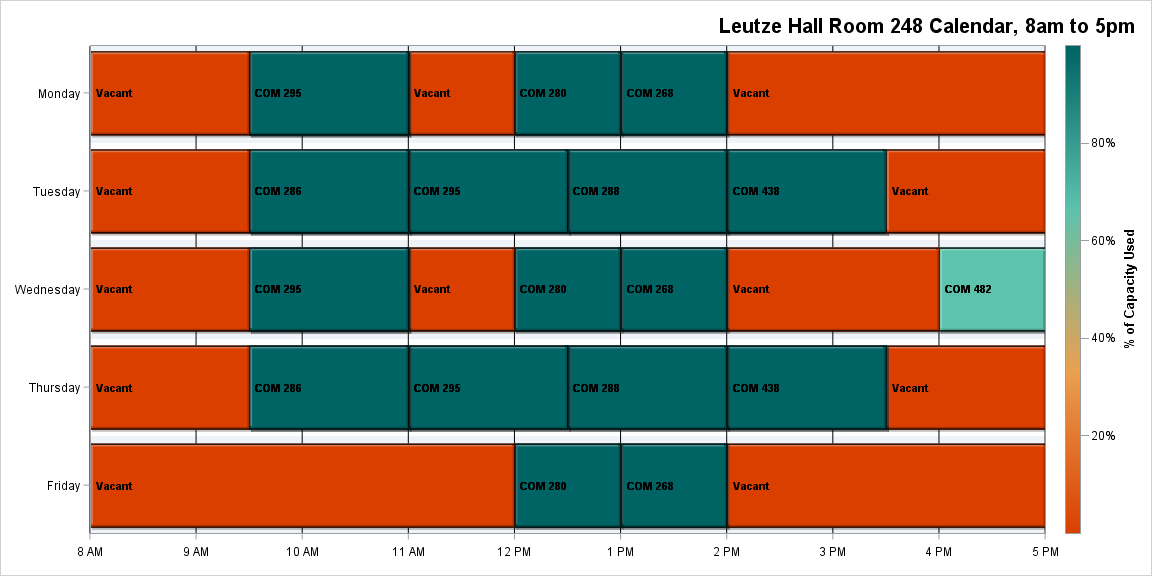 Leutze Hall Room 248 Calendar, 8am to 5pm
Monday
Vacant
COM 295
Vacant
COM 280
COM 268
Vacant
Tuesday
Vacant
COM 286
COM 295
COM 288
COM 438
Vacant
Wednesday
Vacant
COM 295
Vacant
COM 280
COM 268
Vacant
COM 482
Thursday
Vacant
COM 286
COM 295
COM 288
COM 438
Vacant
Friday
Vacant
COM 280
COM 268
Vacant
8 AM
9 AM
10 AM
11 AM
12 PM
1 PM
2 PM
3 PM
4 PM
5 PM
80%
60%
40%
20%
% of Capacity Used